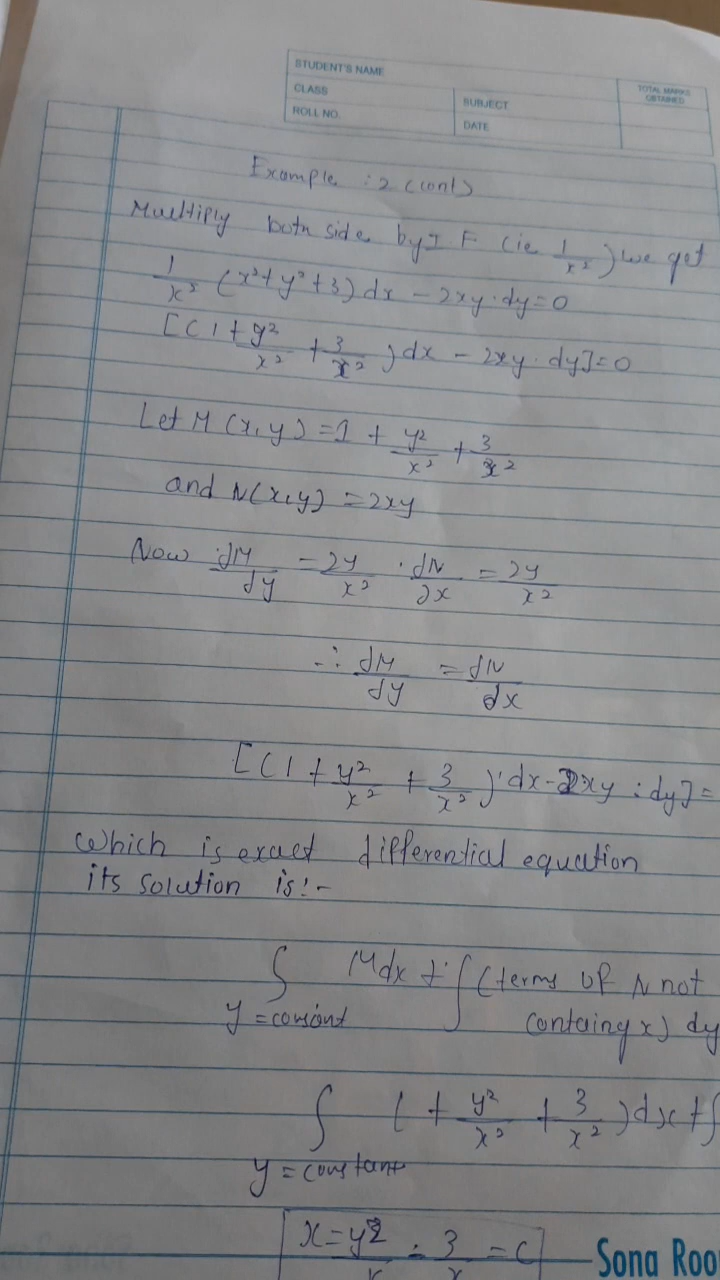 STUDENT'S NAME
CLASS
ROLL NO.
SUBJECT
DATE
TOTAL MARKS OBTAINED
Example : 2 (cont)
Multiply both side by I F (ie 1/x²) we get
1/x² (x²+y²+3) dx - 2xy·dy=0
[(1 + y²/x² + 3/x²) dx - 2xy · dy]=0
Let M (x,y) = 1 + y²/x² + 3/x²
and N(x,y) = 2xy
Now ∂M/∂y = 2y/x² · ∂N/∂x = 2y/x²
∴ ∂M/∂y = ∂N/∂x
[(1 + y²/x² + 3/x²)·dx - 2xy : dy] =
which is exact differential equation
its solution is:-
∫ Mdx + ∫ (terms of N not
y = constant containg x) dy
∫ (+ y²/x² + 3/x²) dx + ∫
y = constant
x = y²/x - 3/x = C
Sona Roo